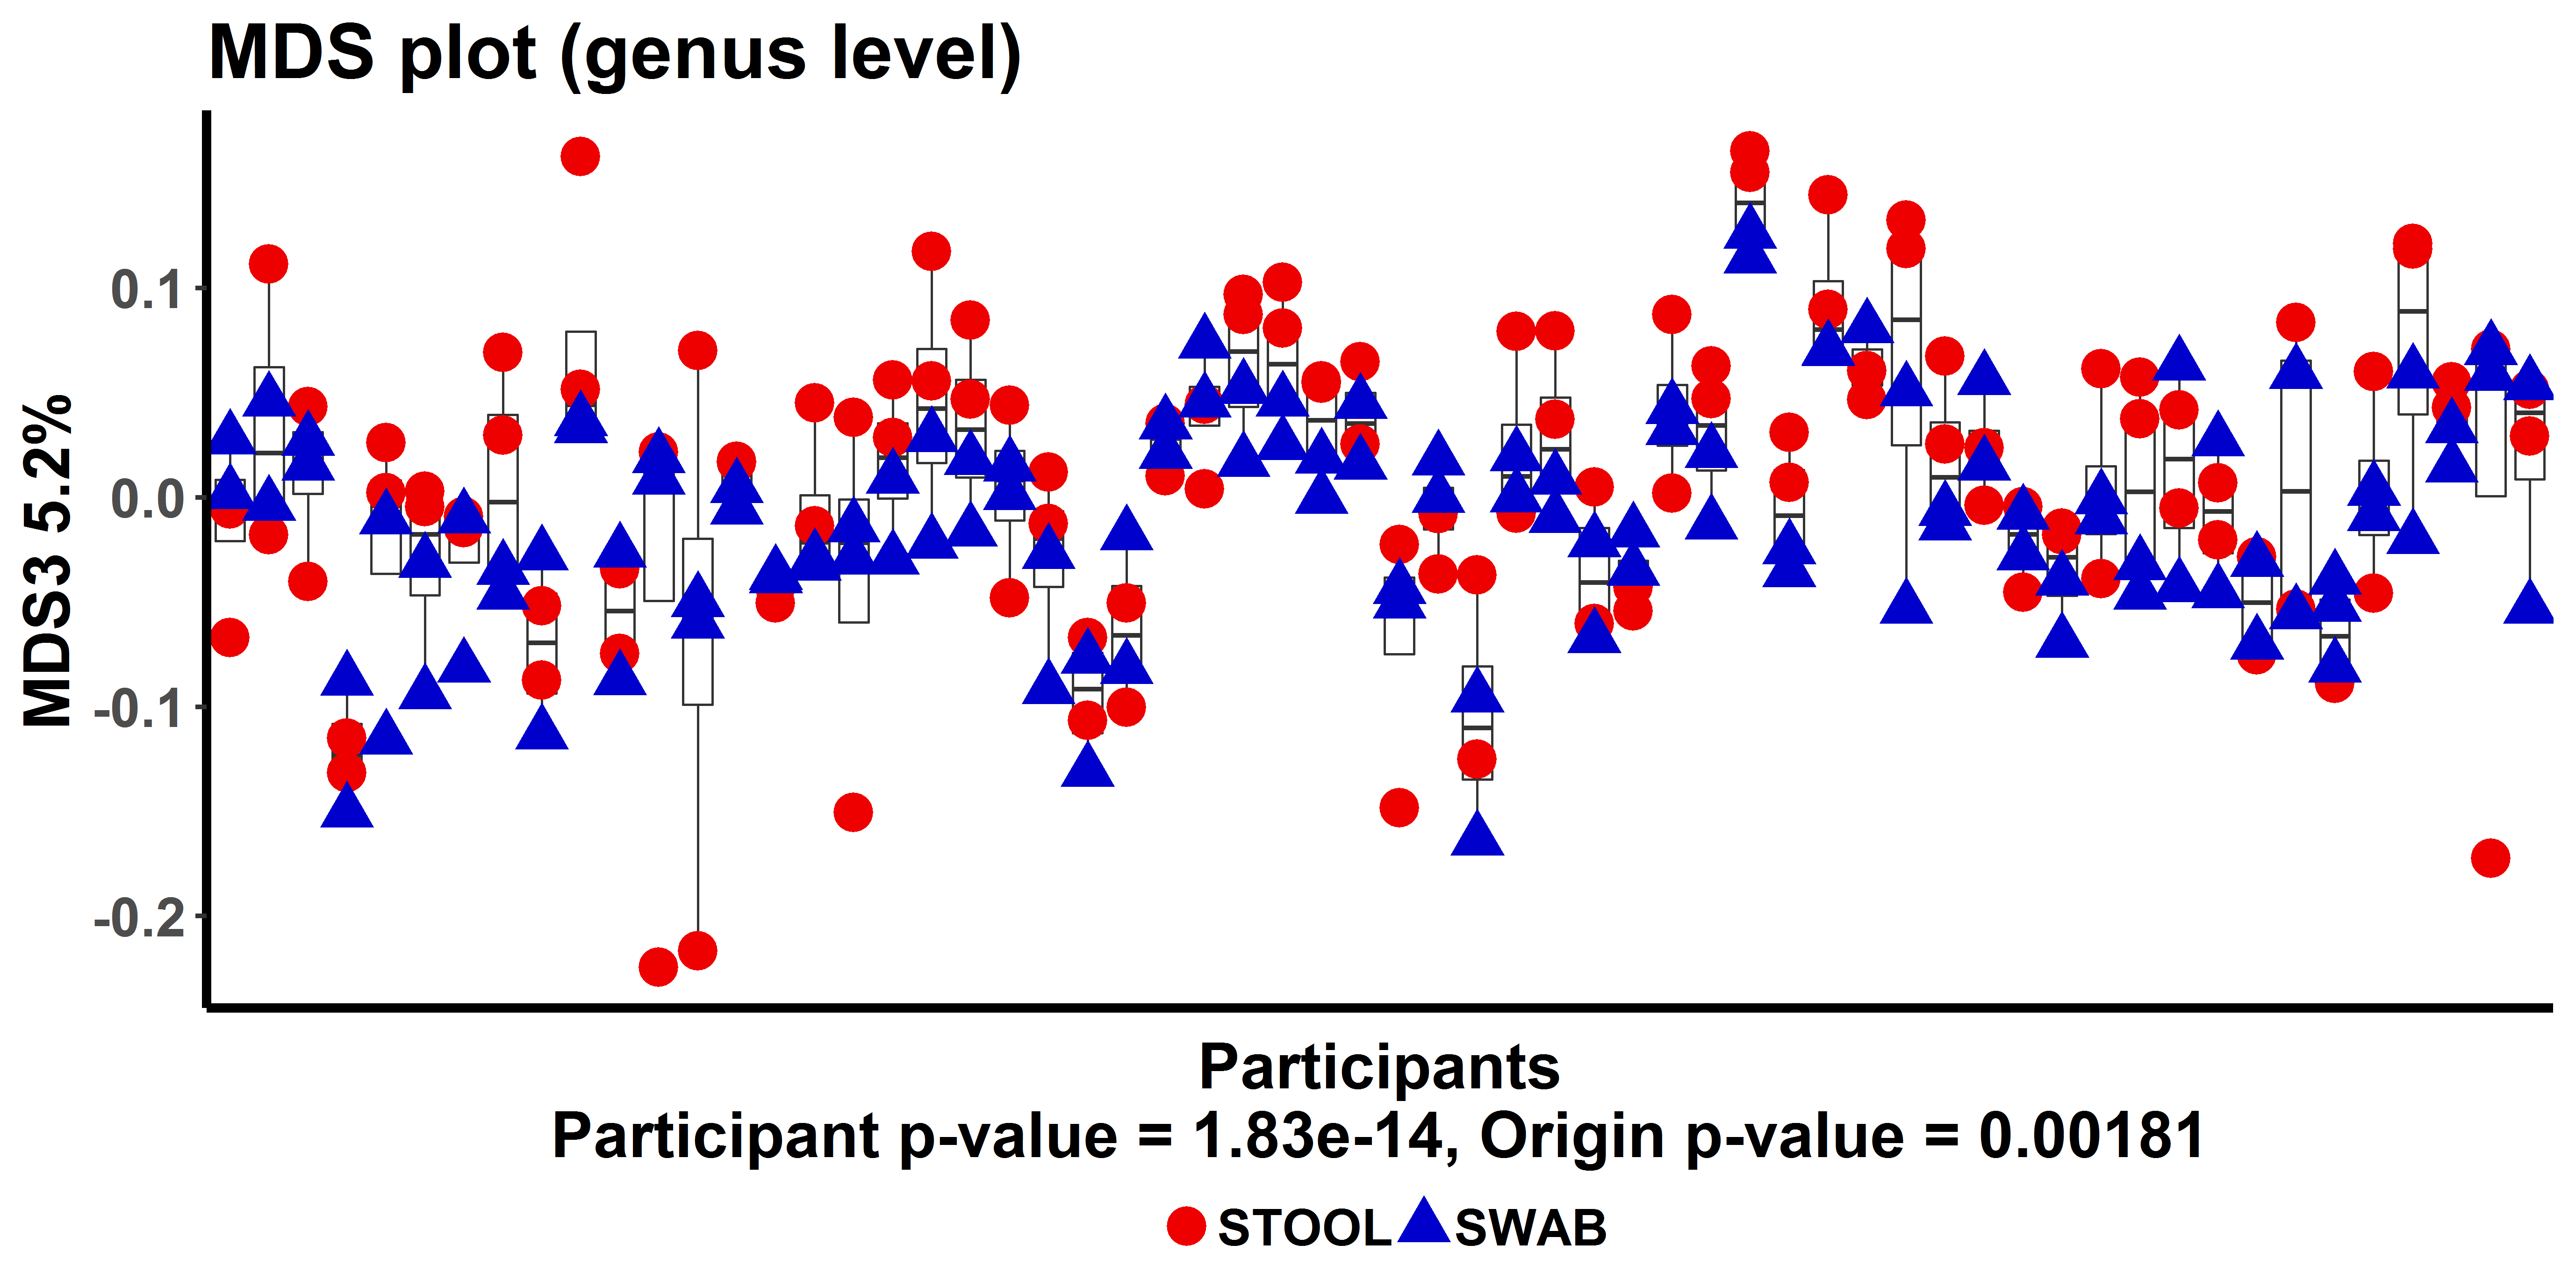 MDS plot (genus level)
MDS3 5.2%
0.1
0.0
-0.1
-0.2
Participants
Participant p-value = 1.83e-14, Origin p-value = 0.00181
STOOL SWAB